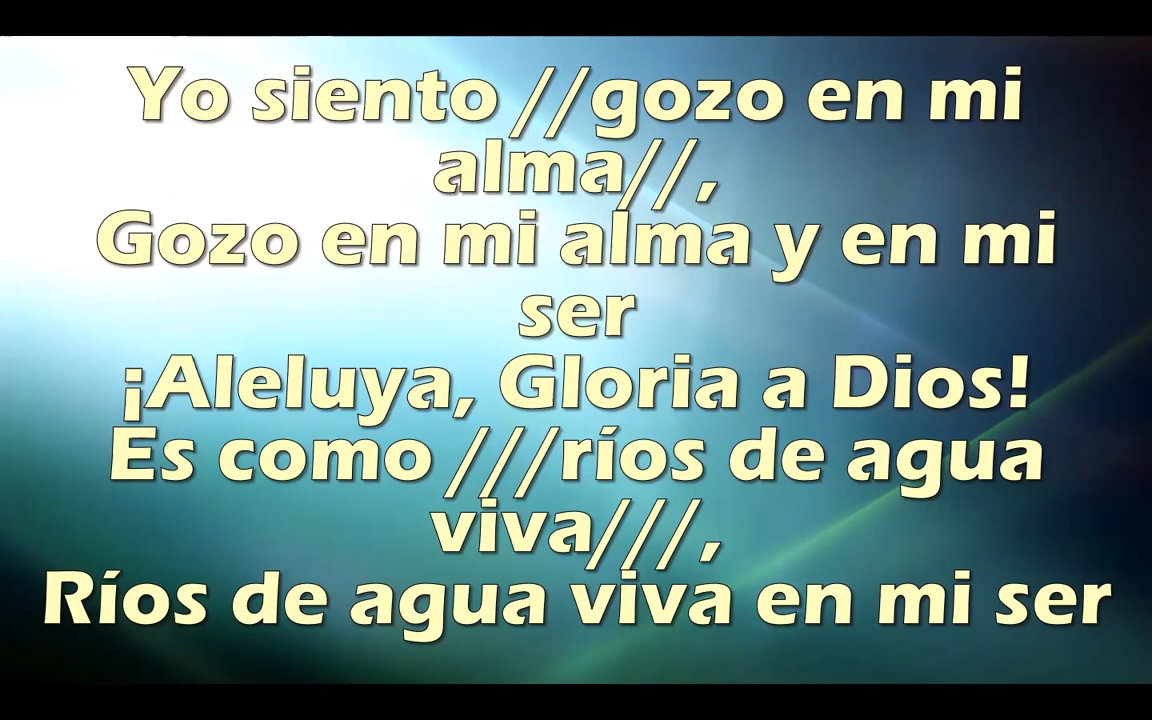 Yo siento //gozo en mi
alma//,
Gozo en mi alma y en mi
ser
¡Aleluya, Gloria a Dios!
Es como ///ríos de agua
viva///,
Ríos de agua viva en mi ser